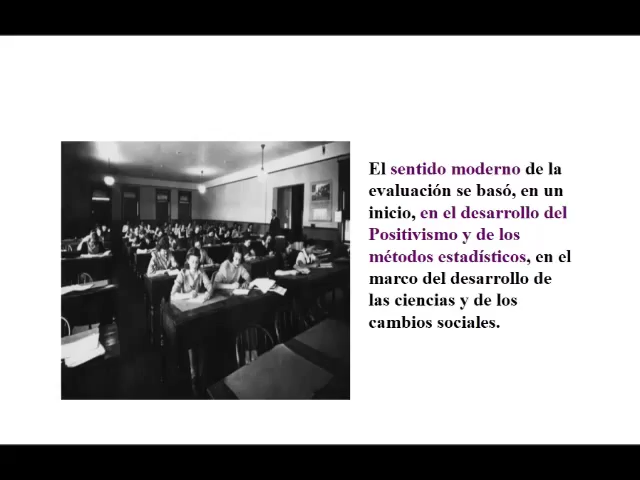 El sentido moderno de la
evaluación se basó, en un
inicio, en el desarrollo del
Positivismo y de los
métodos estadísticos, en el
marco del desarrollo de
las ciencias y de los
cambios sociales.